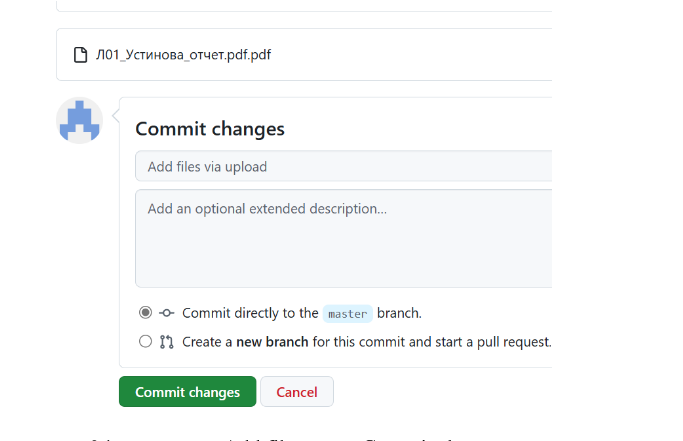 Л01_Устинова_отчет.pdf.pdf
Commit changes
Add files via upload
Add an optional extended description...
Commit directly to the master branch.
Create a new branch for this commit and start a pull request.
Commit changes
Cancel